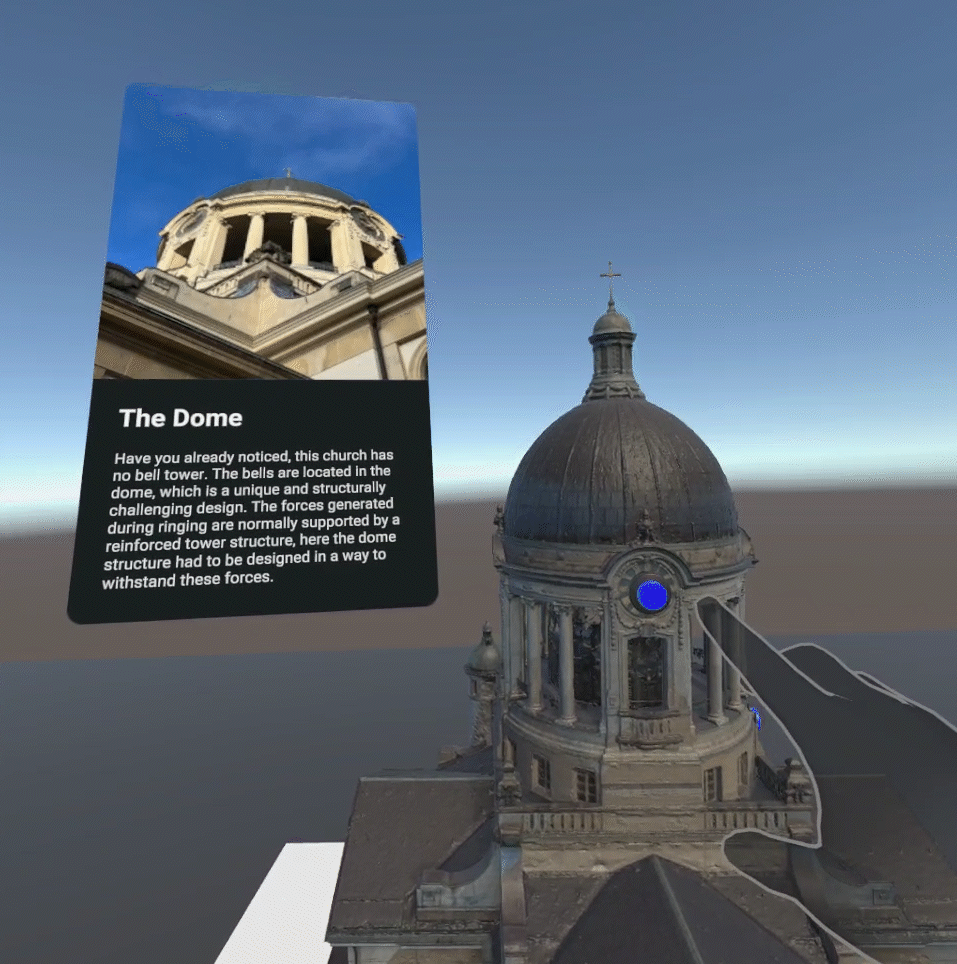 The Dome
Have you already noticed, this church has
no bell tower. The bells are located in the
dome, which is a unique and structurally
challenging design. The forces generated
during ringing are normally supported by a
reinforced tower structure, here the dome
structure had to be designed in a way to
withstand these forces.